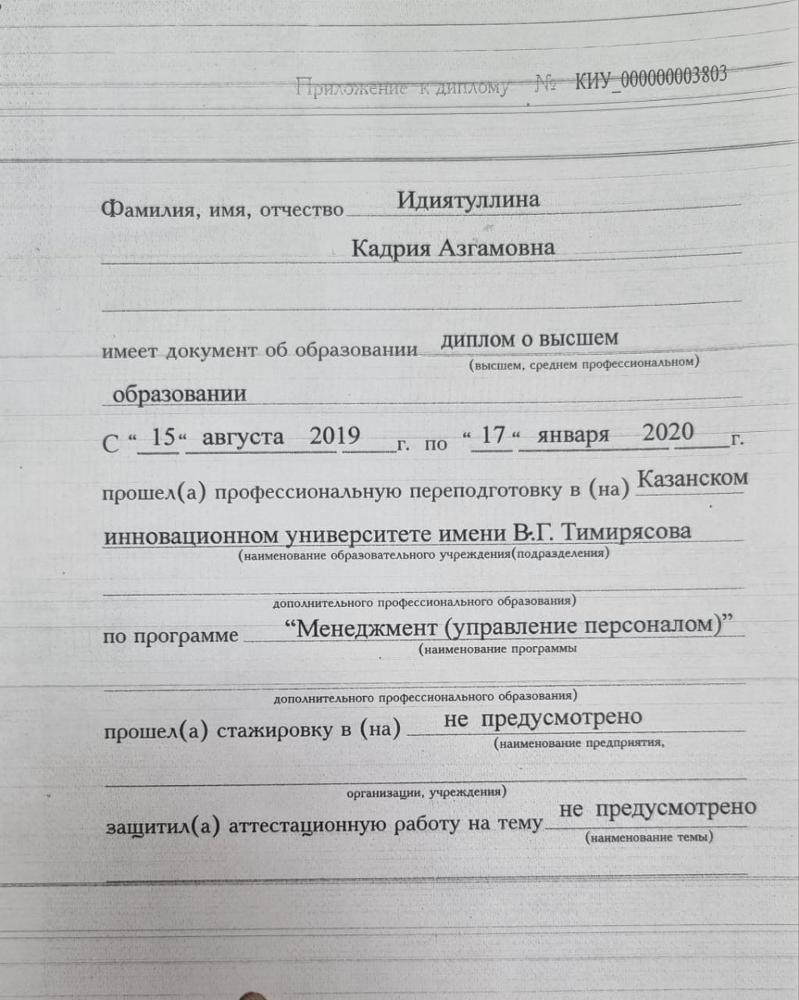 Приложение к диплому № КИУ_000000003803
Фамилия, имя, отчество Идиятуллина
Кадрия Азгамовна
имеет документ об образовании диплом о высшем
(высшем, среднем профессиональном)
образовании
С “ 15 “ августа 2019 г. по “ 17 “ января 2020 г.
прошел(а) профессиональную переподготовку в (на) Казанском
инновационном университете имени В.Г. Тимирясова
(наименование образовательного учреждения(подразделения)
дополнительного профессионального образования)
по программе “Менеджмент (управление персоналом)”
(наименование программы
дополнительного профессионального образования)
прошел(а) стажировку в (на) не предусмотрено
(наименование предприятия,
организации, учреждения)
защитил(а) аттестационную работу на тему не предусмотрено
(наименование темы)